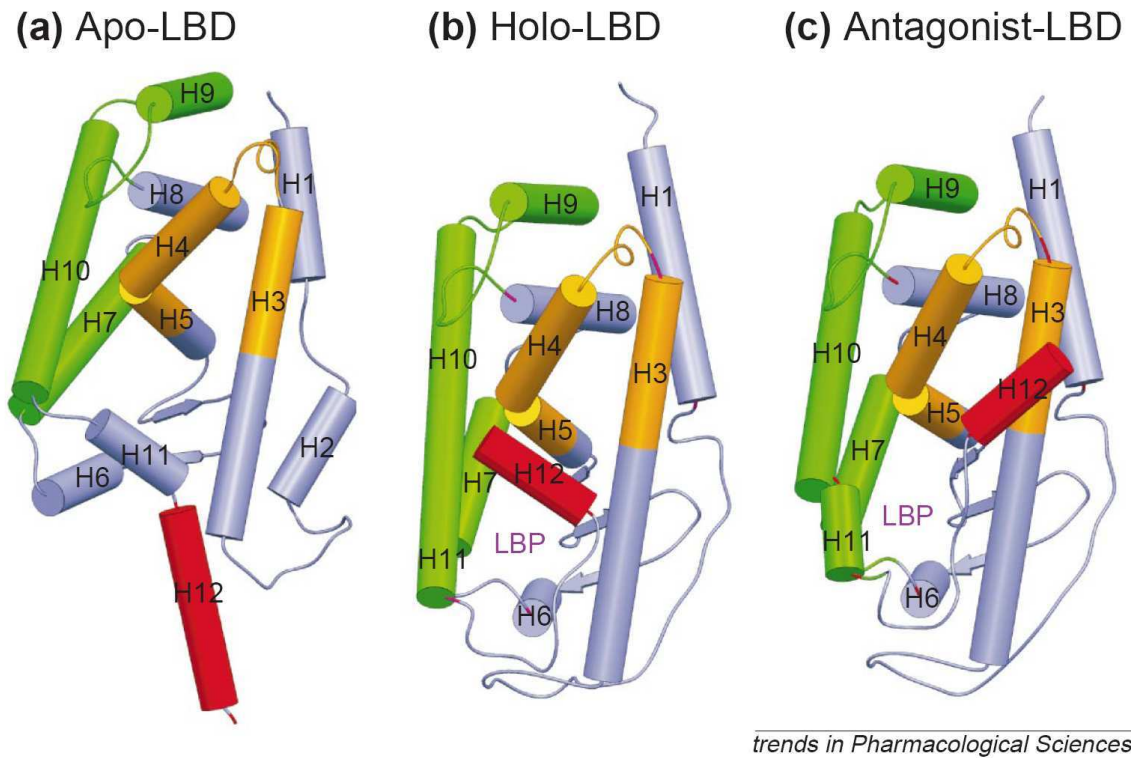 (a) Apo-LBD
H9
H8
H1
H4
H10
H3
H7
H5
H2
H11
H6
H12
(b) Holo-LBD
H1
H9
H8
H10
H4
H3
H5
H12
H7
LBP
H11
H6
(c) Antagonist-LBD
H1
H9
H8
H3
H10
H4
H12
H5
H7
LBP
H11
H6
trends in Pharmacological Sciences